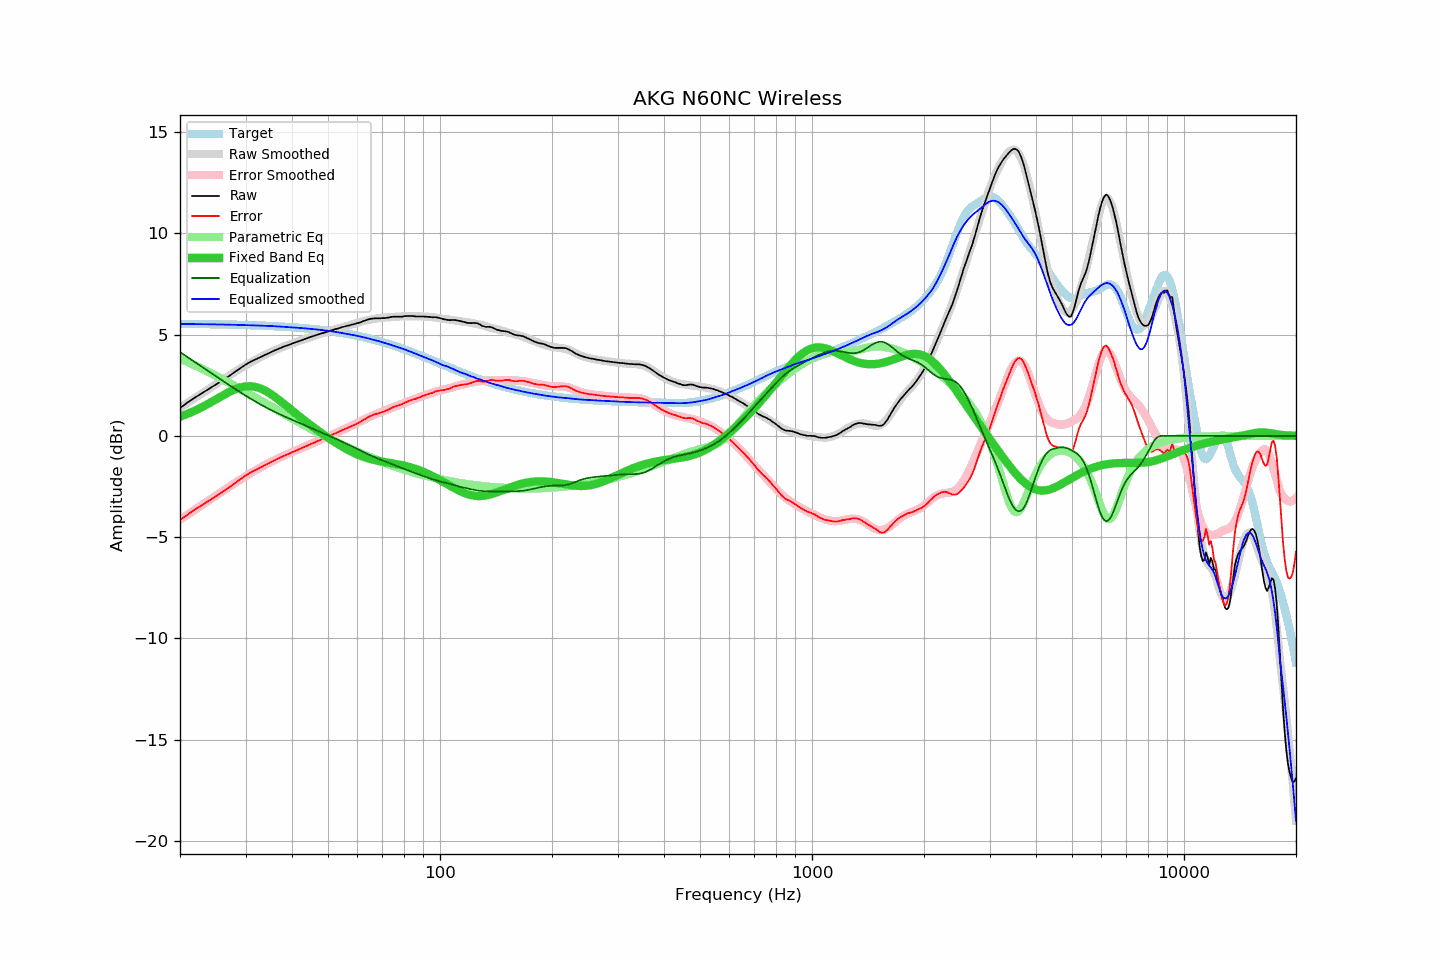 AKG N60NC Wireless
15
10
5
0
−5
−10
−15
−20
Amplitude (dBr)
Target
Raw Smoothed
Error Smoothed
Raw
Error
Parametric Eq
Fixed Band Eq
Equalization
Equalized smoothed
100
1000
10000
Frequency (Hz)